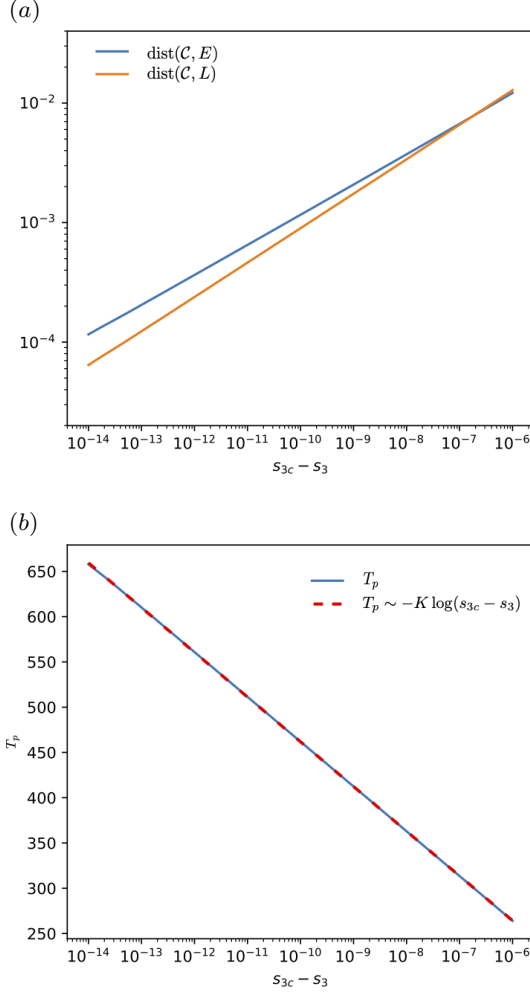 (a)
dist(𝒞, E)
dist(𝒞, L)
10⁻²
10⁻³
10⁻⁴
10⁻¹⁴ 10⁻¹³ 10⁻¹² 10⁻¹¹ 10⁻¹⁰ 10⁻⁹ 10⁻⁸ 10⁻⁷ 10⁻⁶
s₃c − s₃
(b)
650
600
550
500
450
400
350
300
250
Tₚ
Tₚ
Tₚ ∼ −K log(s₃c − s₃)
10⁻¹⁴ 10⁻¹³ 10⁻¹² 10⁻¹¹ 10⁻¹⁰ 10⁻⁹ 10⁻⁸ 10⁻⁷ 10⁻⁶
s₃c − s₃